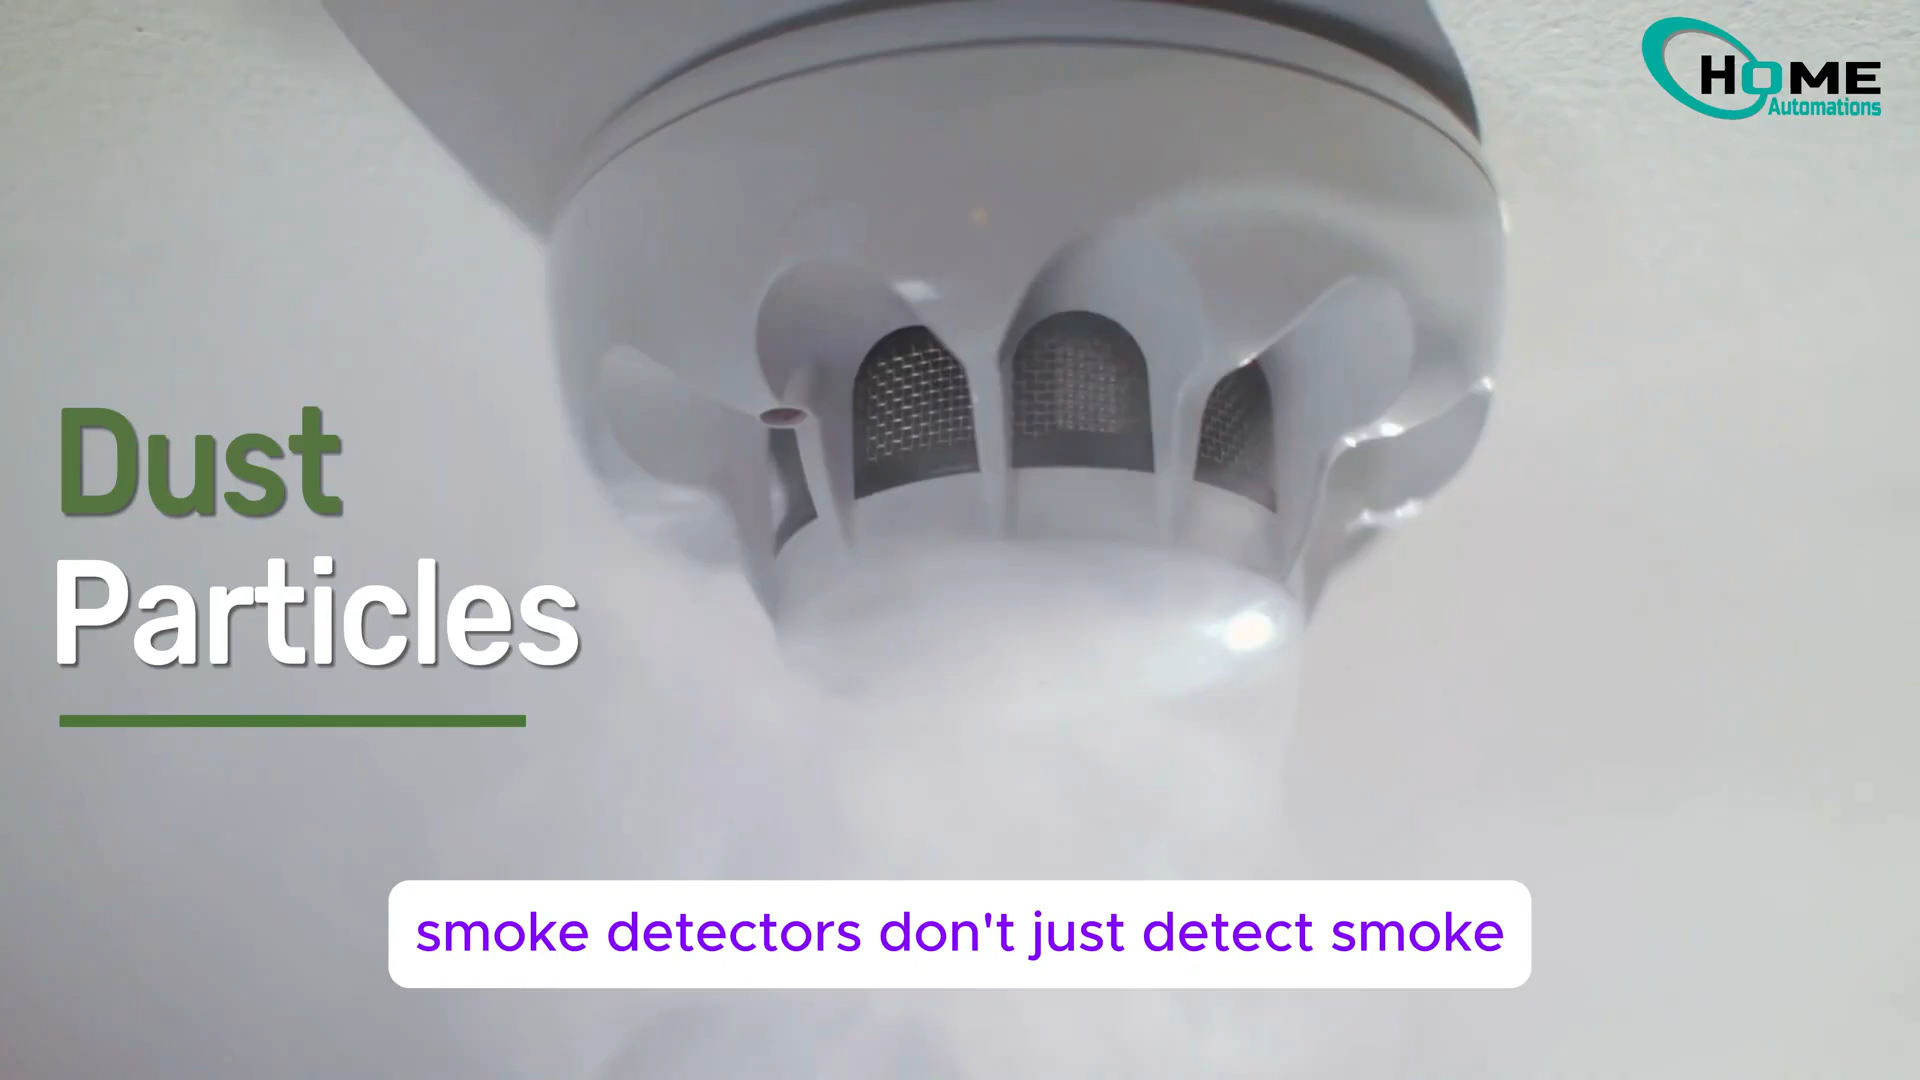 HOME
Automations
Dust
Particles
smoke detectors don't just detect smoke